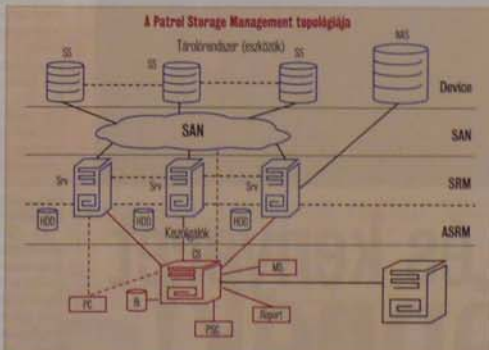 A Patrol Storage Management topológiája
Tárolórendszer (eszközök)
NAS
SS
SS
SS
Device
SAN
SAN
Srv
Srv
Srv
SRM
HDD
HDD
HDD
Kiszolgálók
ASRM
CS
MS
PC
Report
PSC